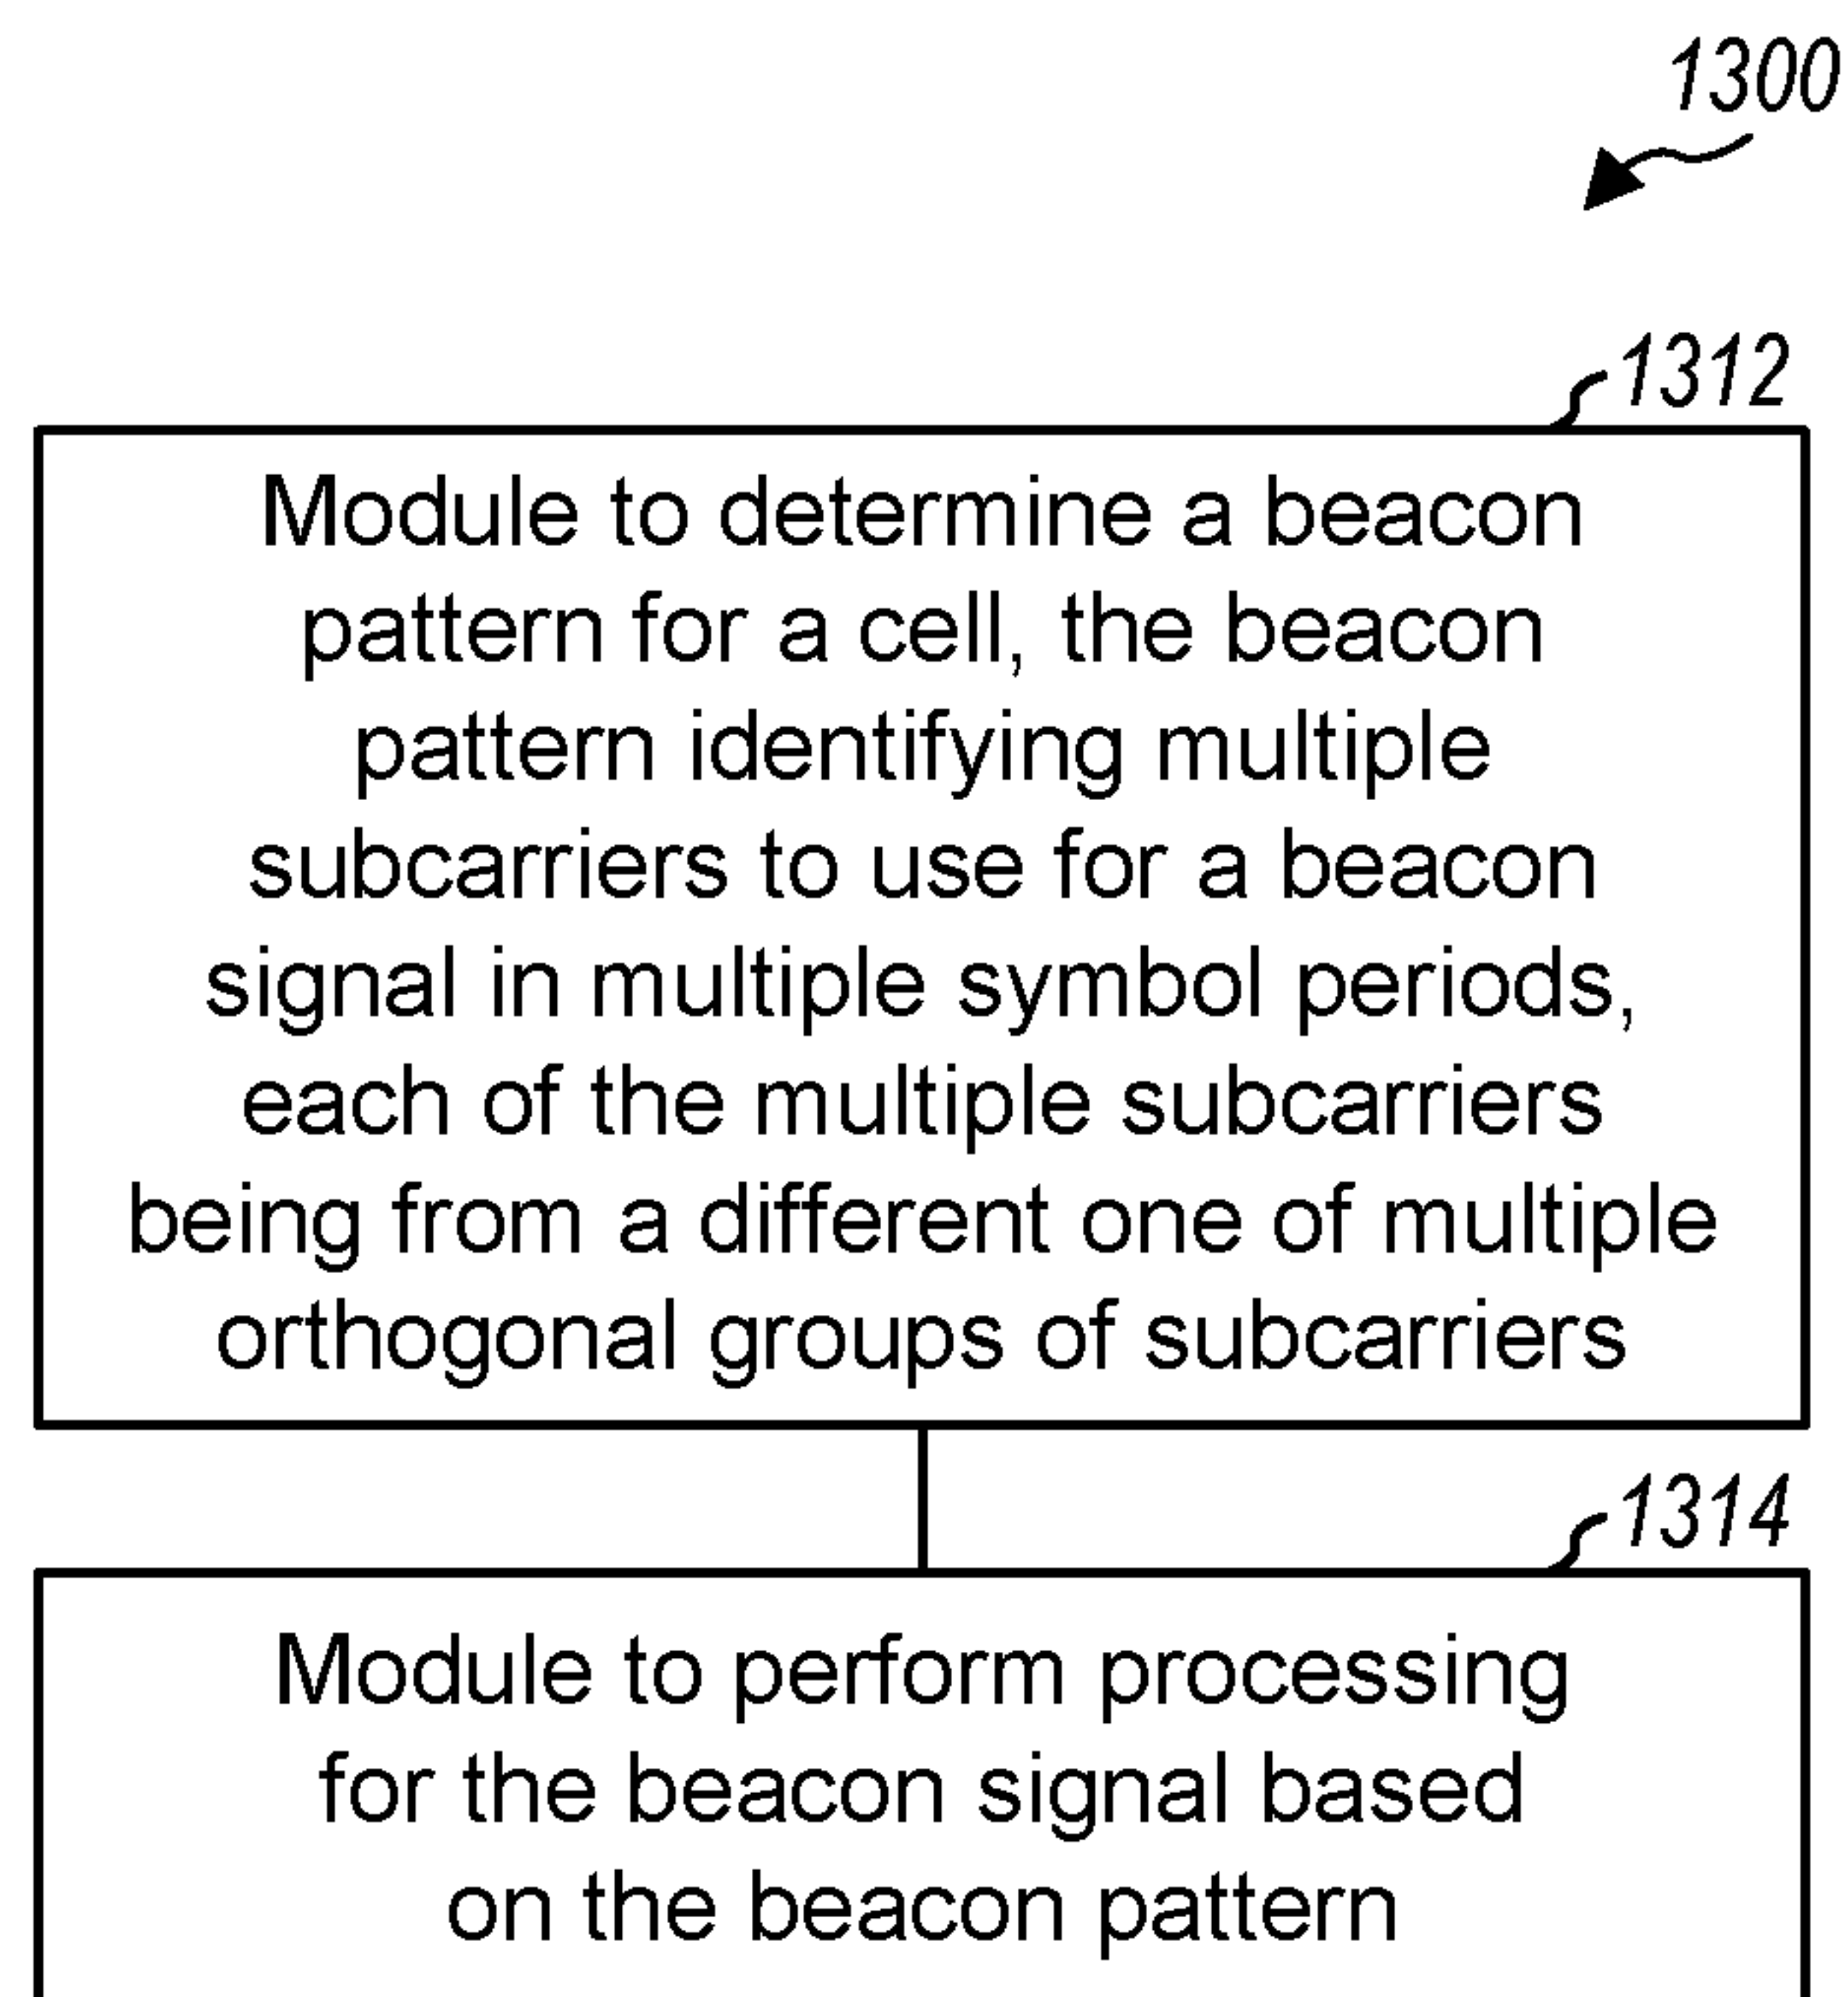 1300
1312
Module to determine a beacon
pattern for a cell, the beacon
pattern identifying multiple
subcarriers to use for a beacon
signal in multiple symbol periods,
each of the multiple subcarriers
being from a different one of multiple
orthogonal groups of subcarriers
1314
Module to perform processing
for the beacon signal based
on the beacon pattern